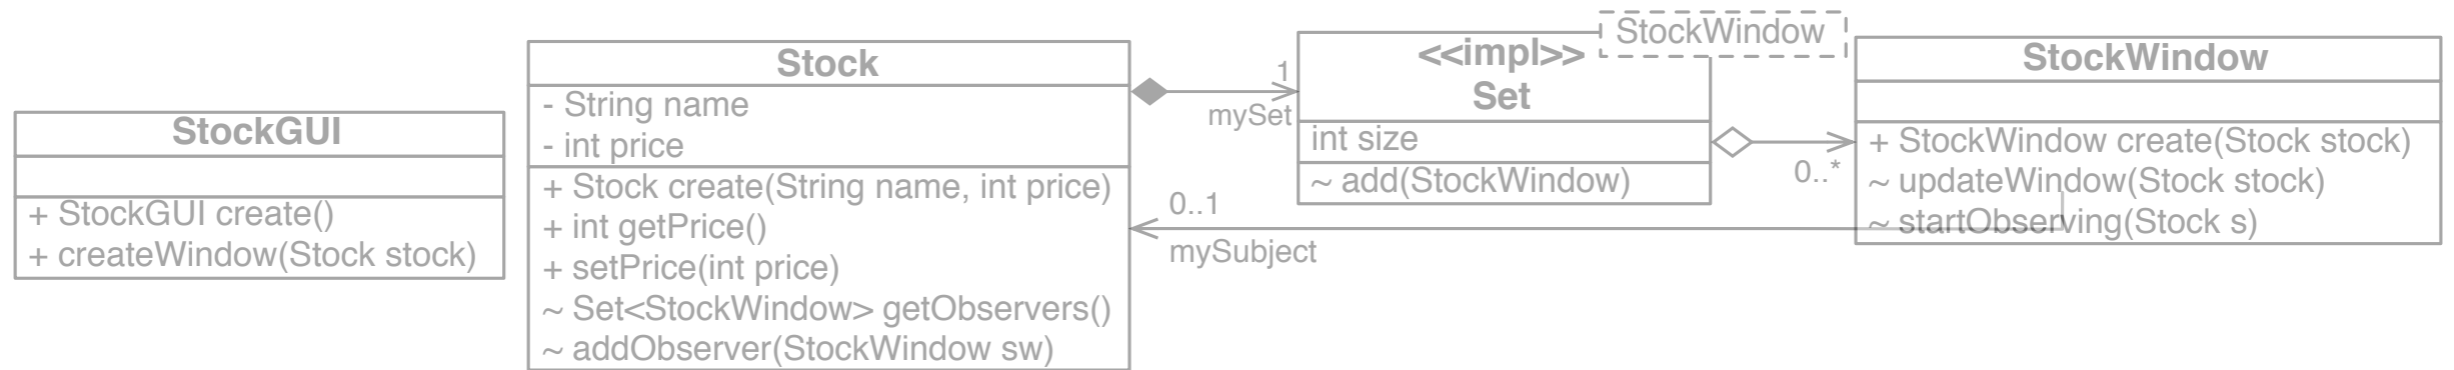 StockGUI
+ StockGUI create()
+ createWindow(Stock stock)
Stock
- String name
- int price
+ Stock create(String name, int price)
+ int getPrice()
+ setPrice(int price)
~ Set<StockWindow> getObservers()
~ addObserver(StockWindow sw)
1
mySet
0..1
mySubject
StockWindow
<<impl>>
Set
int size
~ add(StockWindow)
0..*
StockWindow
+ StockWindow create(Stock stock)
~ updateWindow(Stock stock)
~ startObserving(Stock s)